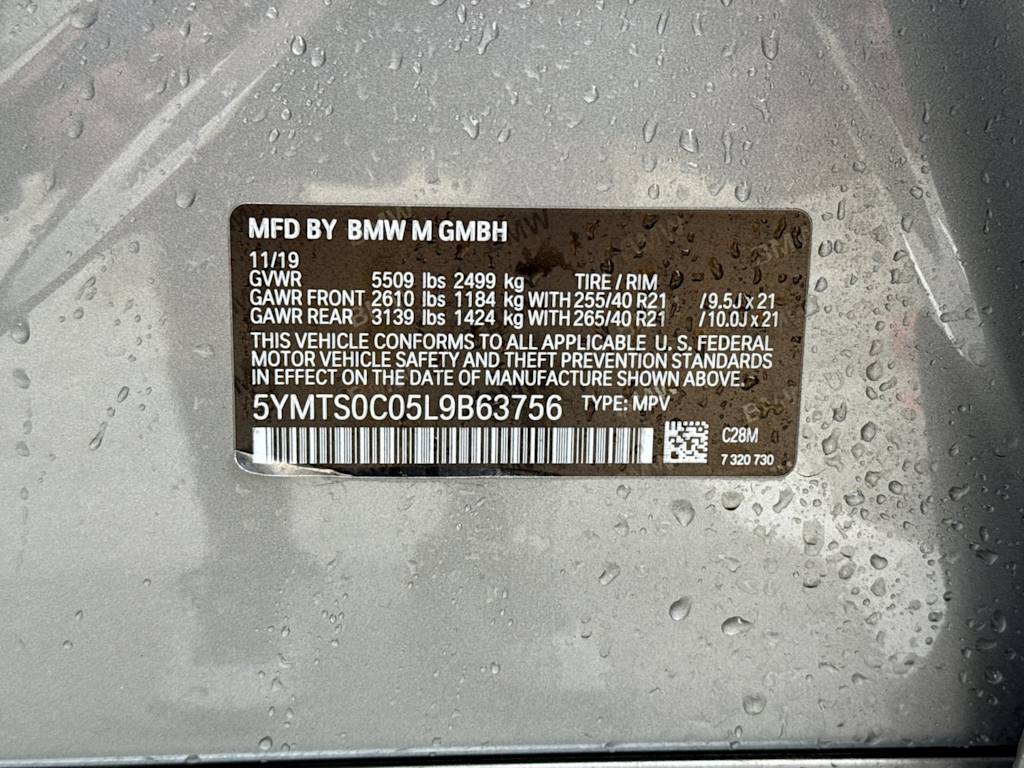 MFD BY BMW M GMBH
11/19
GVWR 5509 lbs 2499 kg TIRE / RIM
GAWR FRONT 2610 lbs 1184 kg WITH 255/40 R21 / 9.5J x 21
GAWR REAR 3139 lbs 1424 kg WITH 265/40 R21 / 10.0J x 21
THIS VEHICLE CONFORMS TO ALL APPLICABLE U. S. FEDERAL
MOTOR VEHICLE SAFETY AND THEFT PREVENTION STANDARDS
IN EFFECT ON THE DATE OF MANUFACTURE SHOWN ABOVE.
5YMTS0C05L9B63756 TYPE: MPV
C28M
7 320 730